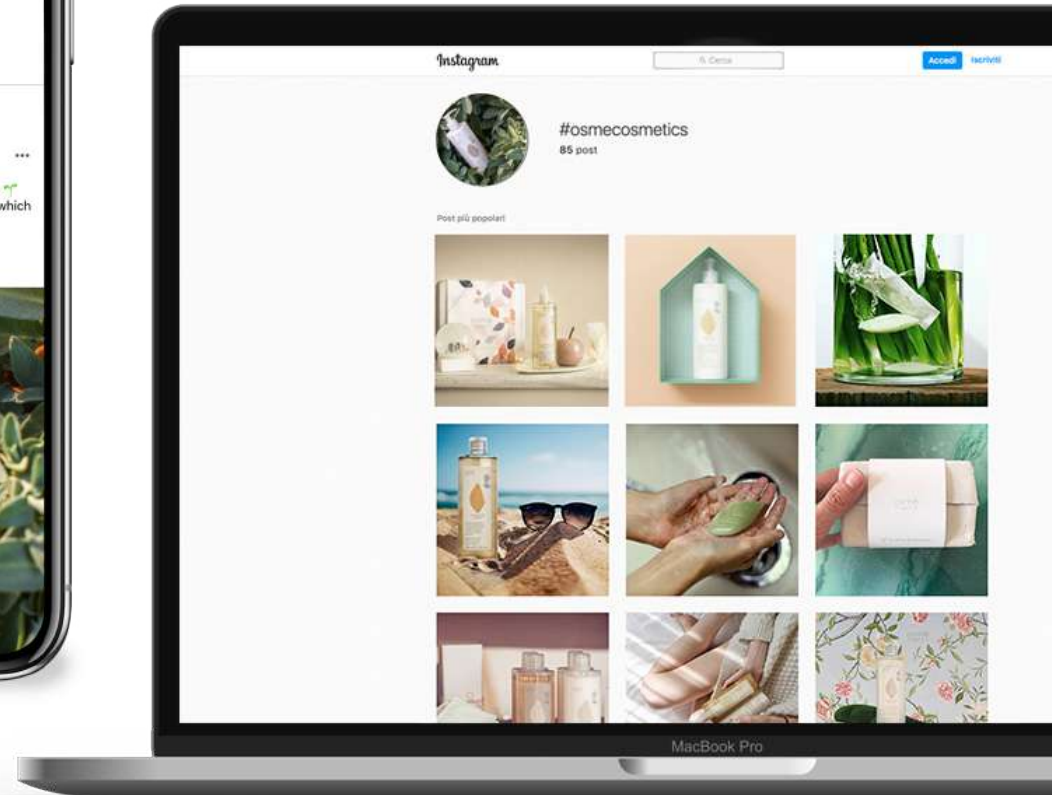 ...
which
Instagram
Cerca
Accedi
Iscriviti
#osmecosmetics
85 post
Post più popolari
MacBook Pro